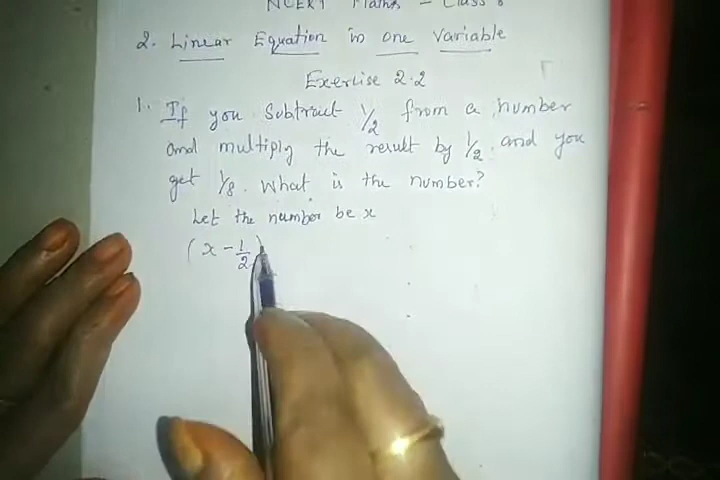 NCERT Maths - Class 8
2. Linear Equation in one Variable
Exercise 2.2
1. If you subtract 1/2 from a number
and multiply the result by 1/2. and you
get 1/8. What is the number?
Let the number be x
(x - 1/2)